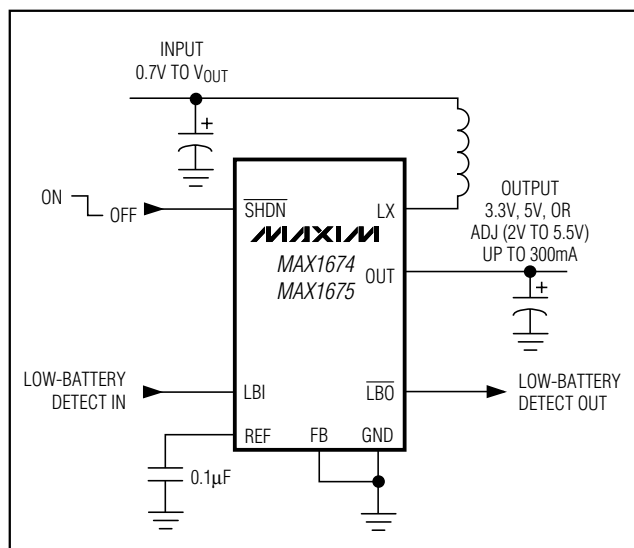 INPUT
0.7V TO VOUT
+
ON
OFF
SHDN
LX
MAXIM
MAX1674
MAX1675
OUT
OUTPUT
3.3V, 5V, OR
ADJ (2V TO 5.5V)
UP TO 300mA
+
LOW-BATTERY
DETECT IN
LBI
LBO
LOW-BATTERY
DETECT OUT
REF
FB
GND
0.1µF